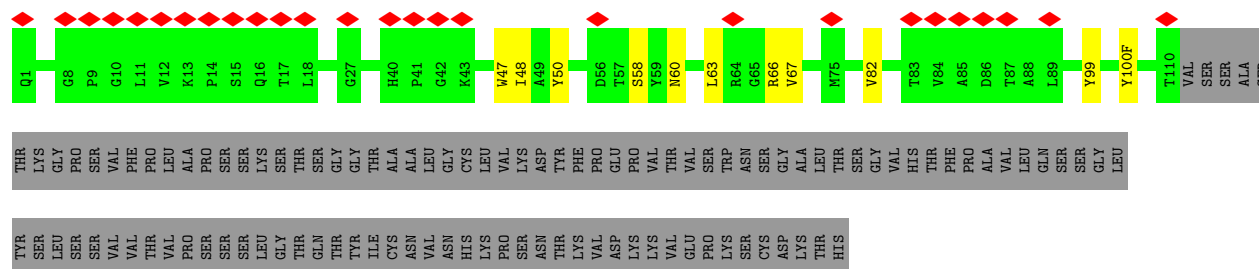 Q1 G8 P9 G10 L11 V12 K13 P14 S15 Q16 T17 L18 G27 H40 P41 G42 K43 W47 I48 A49 Y50 D56 T57 S58 Y59 N60 L63 R64 G65 R66 V67 M75 V82 T83 V84 A85 D86 T87 A88 L89 Y99 Y100F T110 VAL SER SER ALA
THR LYS GLY PRO SER VAL PHE PRO LEU ALA PRO SER SER LYS SER THR SER GLY GLY THR ALA ALA LEU GLY CYS LEU VAL LYS ASP TYR PHE PRO GLU PRO VAL THR VAL SER TRP ASN SER GLY ALA LEU THR SER GLY VAL HIS THR PHE PRO ALA VAL LEU GLN SER SER GLY LEU
TYR SER LEU SER SER VAL VAL THR VAL PRO SER SER SER LEU GLY THR GLN THR TYR ILE CYS ASN VAL ASN HIS LYS PRO SER ASN THR LYS VAL ASP LYS LYS VAL GLU PRO LYS SER CYS ASP LYS THR HIS